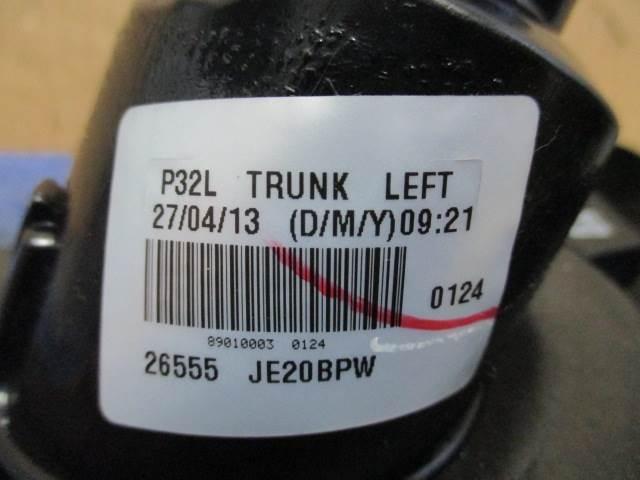 P32L TRUNK LEFT
27/04/13 (D/M/Y)09:21
0124
89010003 0124
26555 JE20BPW